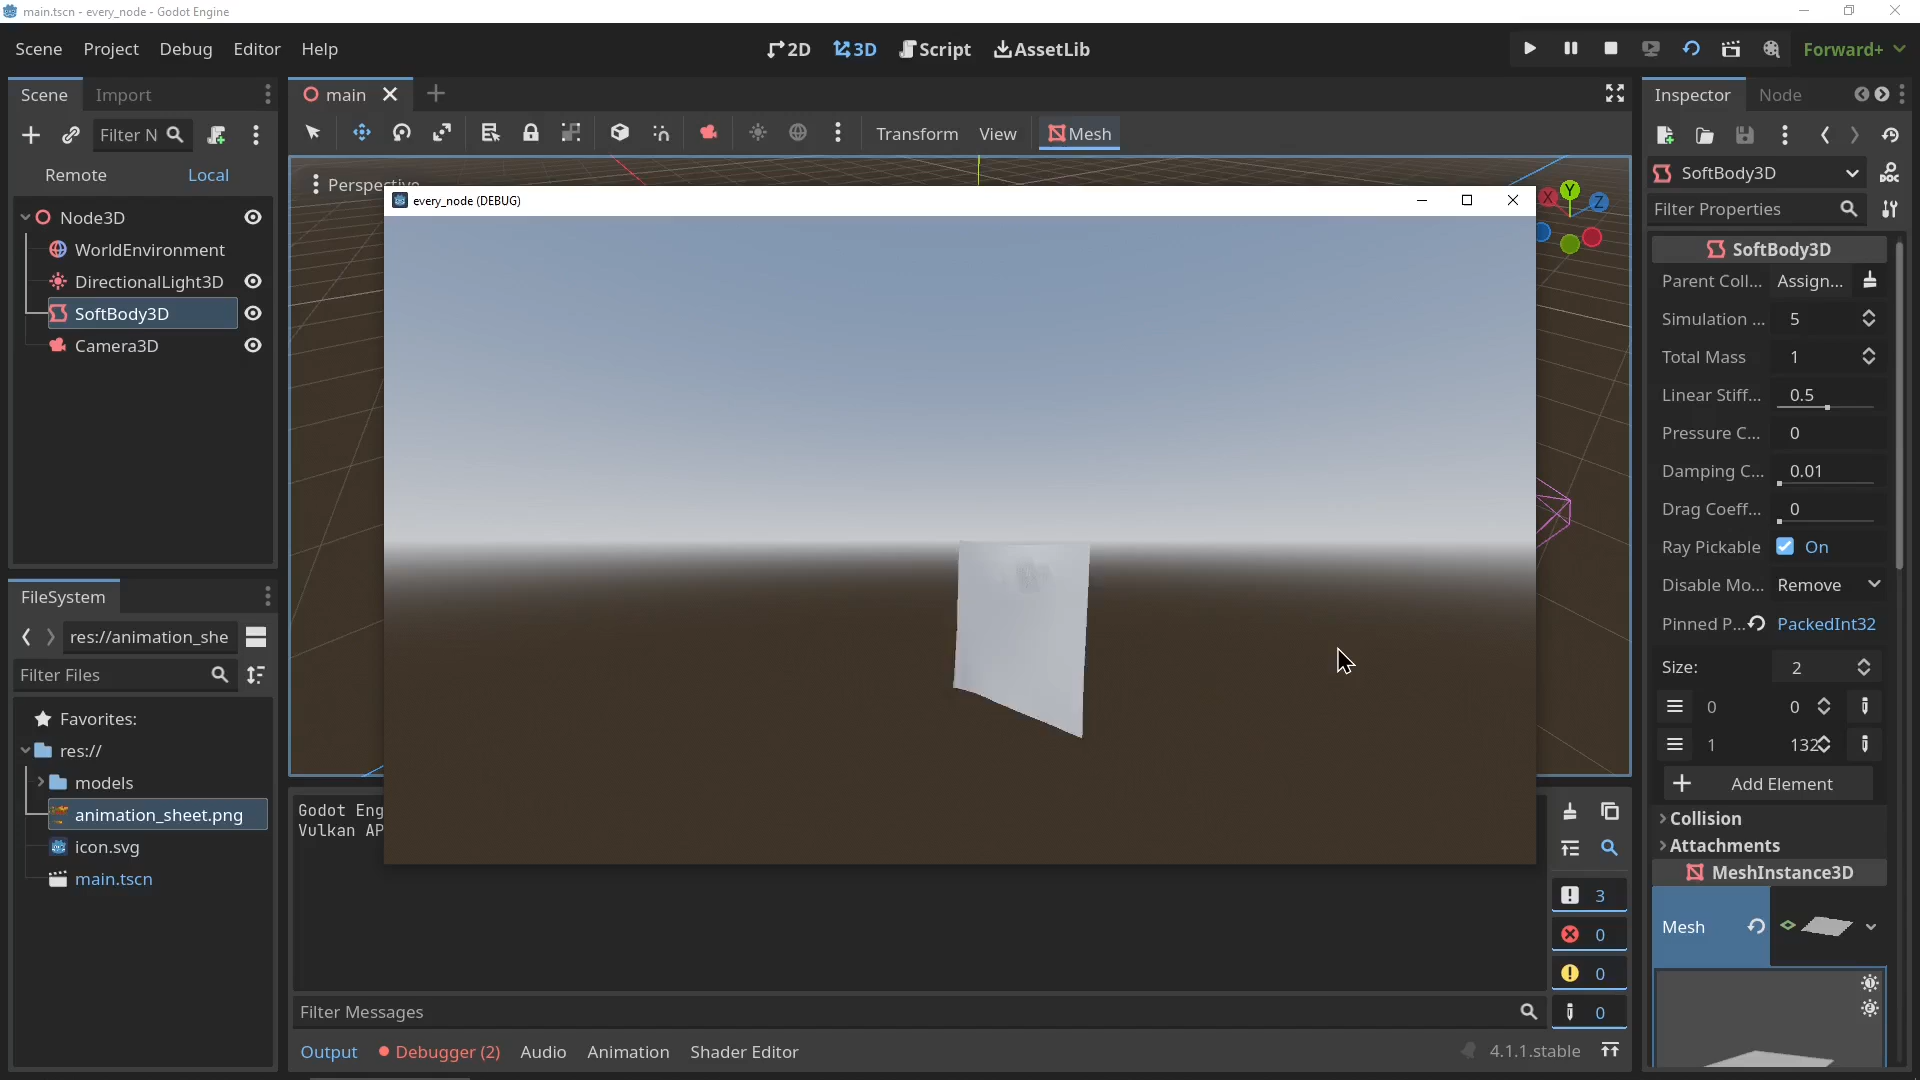 main.tscn - every_node - Godot Engine
Scene Project Debug Editor Help
2D 3D Script AssetLib
Forward+
Scene Import
Filter N
Remote Local
Node3D
WorldEnvironment
DirectionalLight3D
SoftBody3D
Camera3D
FileSystem
res://animation_she
Filter Files
Favorites:
res://
models
animation_sheet.png
icon.svg
main.tscn
main
Transform View Mesh
Perspective
every_node (DEBUG)
X Y Z
Godot Eng
Vulkan AP
3
0
0
0
Filter Messages
Output Debugger (2) Audio Animation Shader Editor
4.1.1.stable
Inspector Node
SoftBody3D
DOC
Filter Properties
SoftBody3D
Parent Coll... Assign...
Simulation ... 5
Total Mass 1
Linear Stiff... 0.5
Pressure C... 0
Damping C... 0.01
Drag Coeff... 0
Ray Pickable On
Disable Mo... Remove
Pinned P... PackedInt32
Size: 2
0 0
1 132
Add Element
Collision
Attachments
MeshInstance3D
Mesh